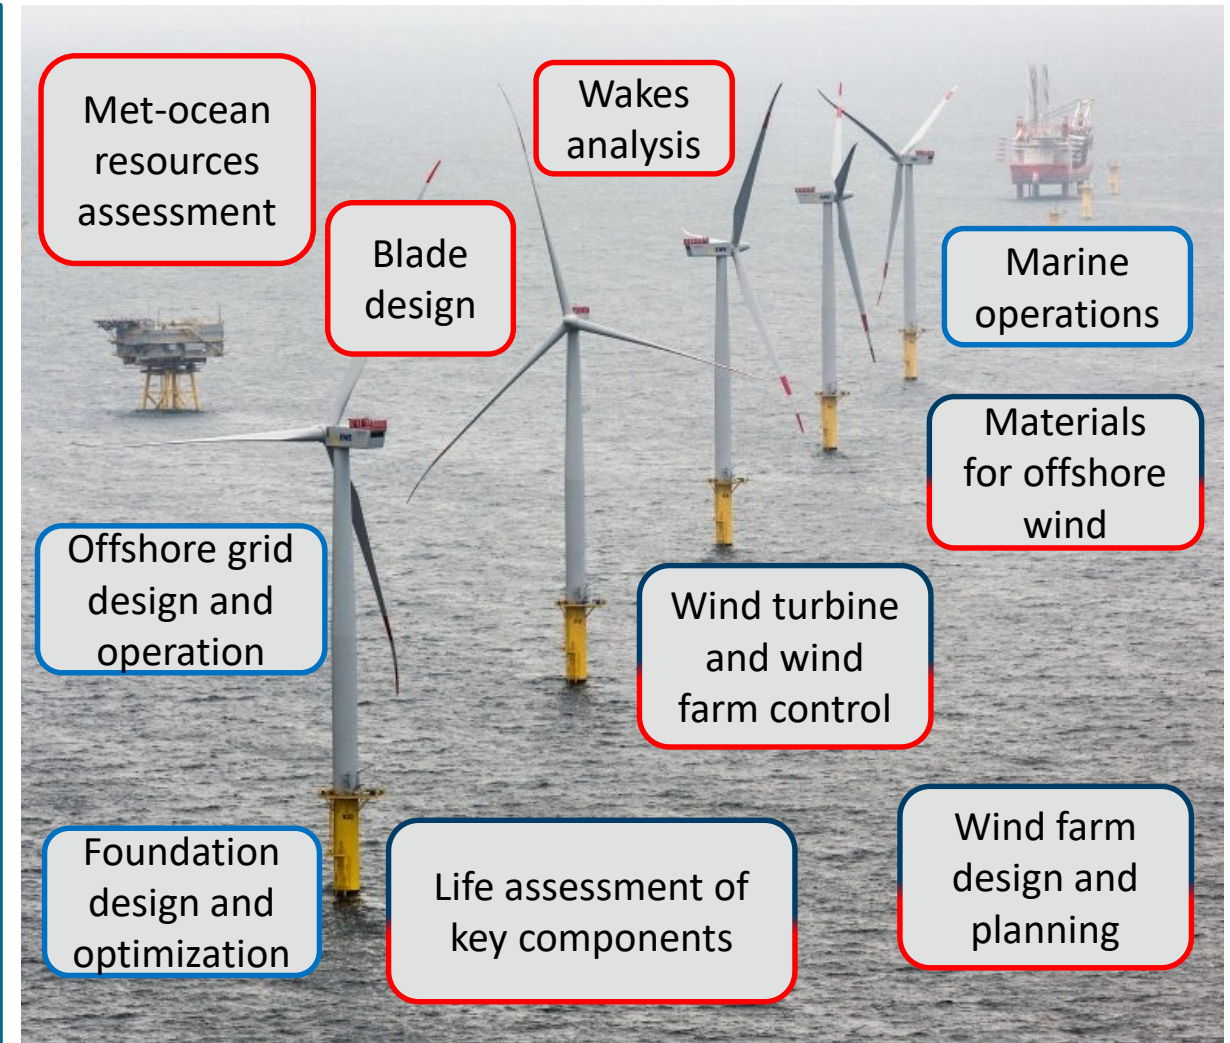 Met-ocean
resources
assessment
Wakes
analysis
Blade
design
Marine
operations
Materials
for offshore
wind
Offshore grid
design and
operation
Wind turbine
and wind
farm control
Foundation
design and
optimization
Life assessment of
key components
Wind farm
design and
planning